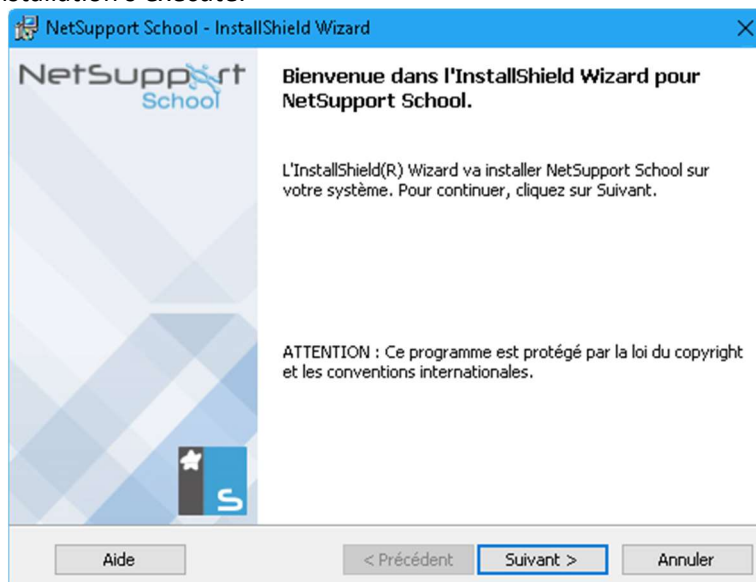 NetSupport School - InstallShield Wizard
NetSupport
School
Bienvenue dans l'InstallShield Wizard pour
NetSupport School.
L'InstallShield(R) Wizard va installer NetSupport School sur
votre système. Pour continuer, cliquez sur Suivant.
ATTENTION : Ce programme est protégé par la loi du copyright
et les conventions internationales.
S
Aide
< Précédent
Suivant >
Annuler